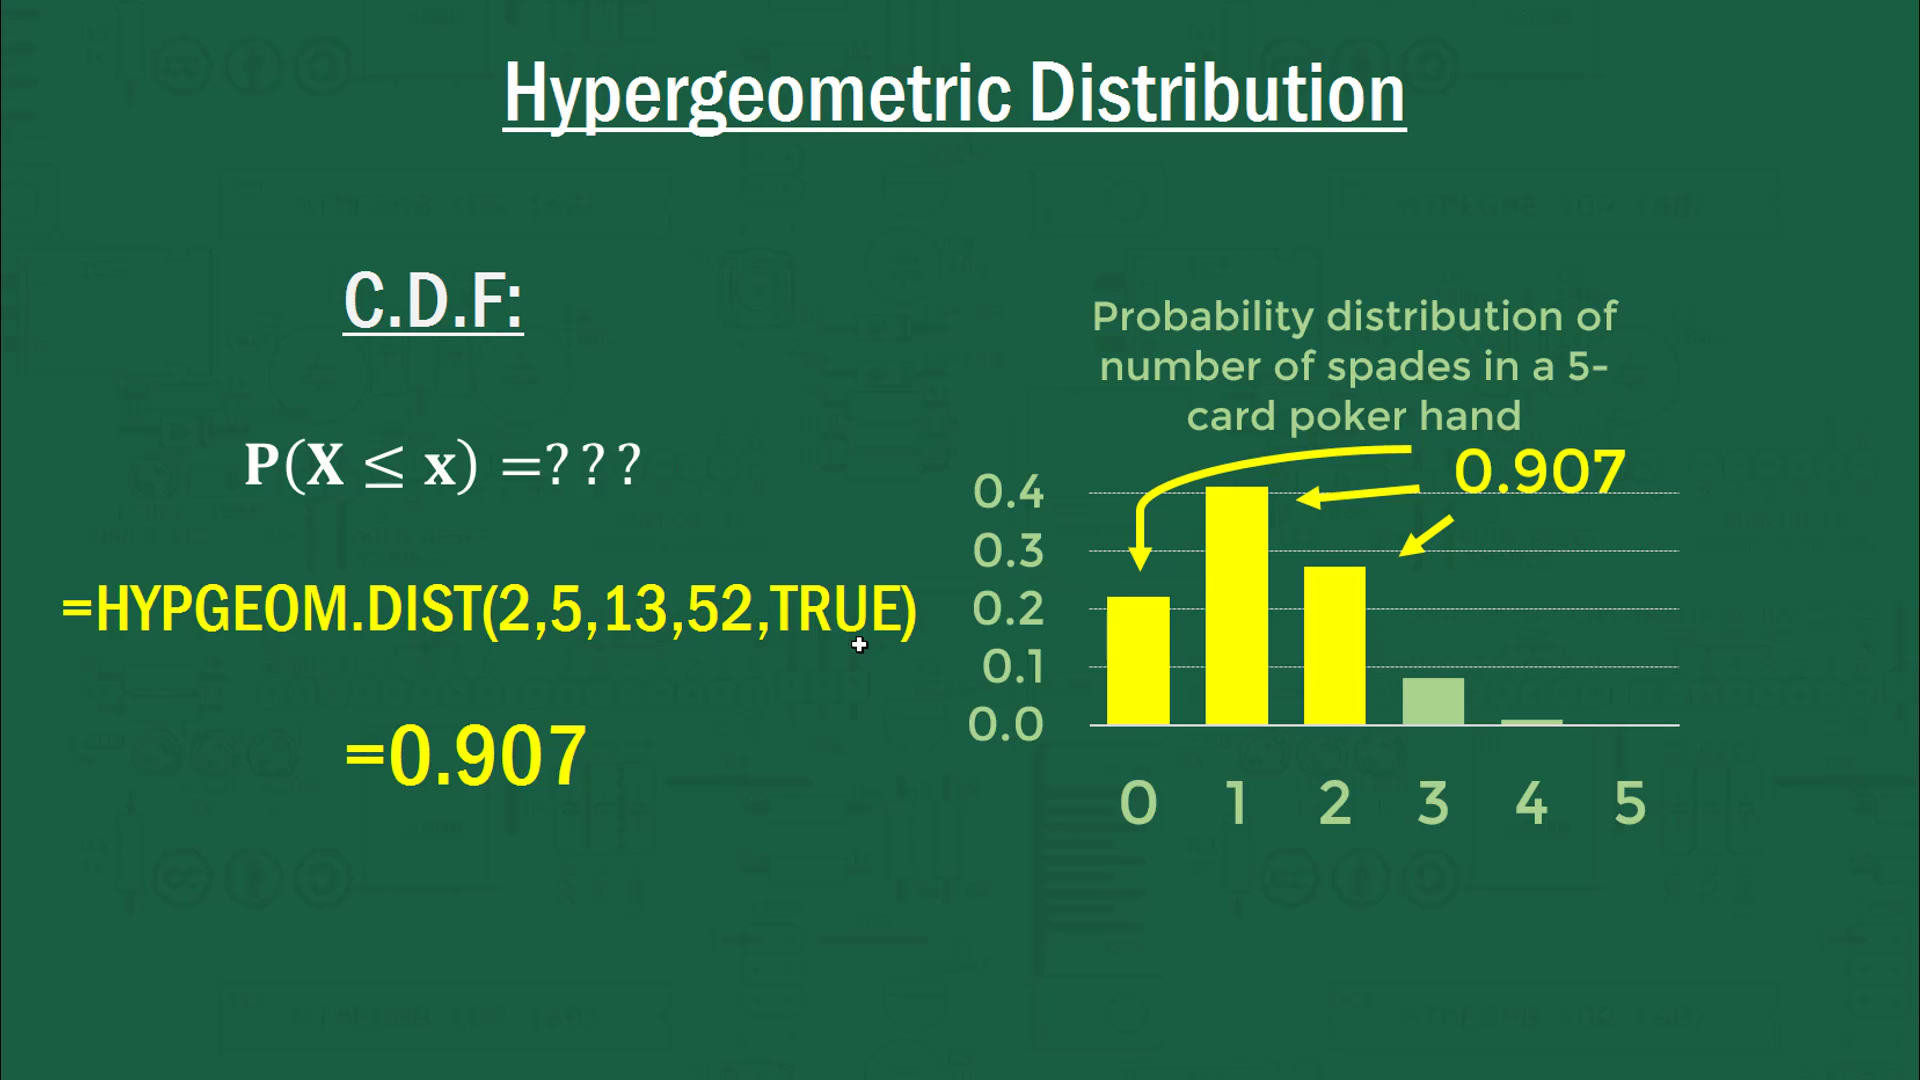 Hypergeometric Distribution
C.D.F:
P(X ≤ x) =???
=HYPGEOM.DIST(2,5,13,52,TRUE)
=0.907
Probability distribution of
number of spades in a 5-
card poker hand
0.907
0.4
0.3
0.2
0.1
0.0
0 1 2 3 4 5